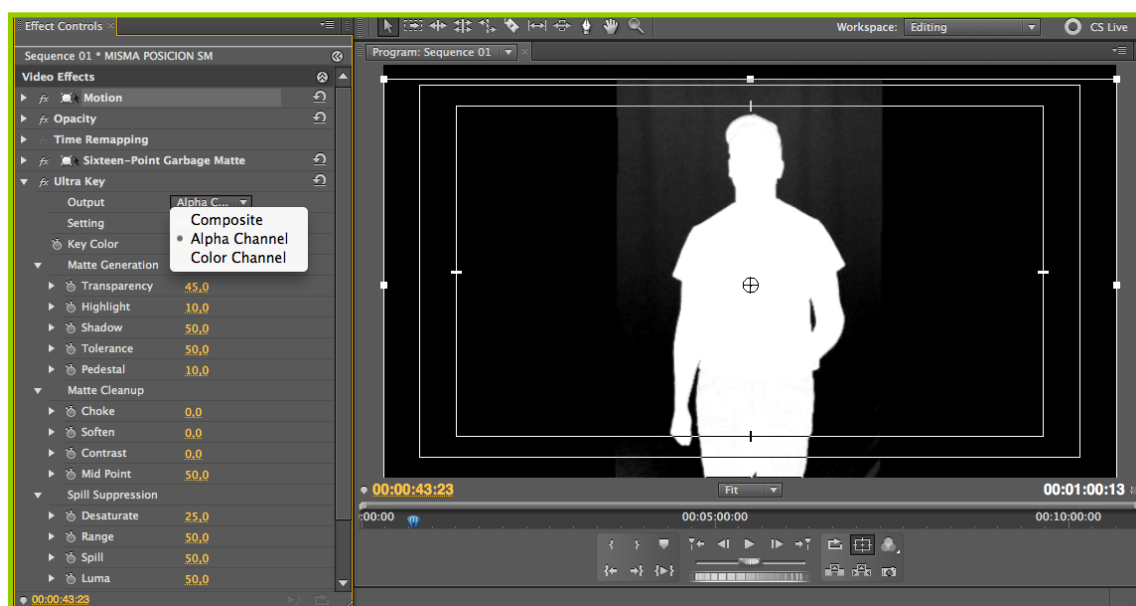 Effect Controls ×
Workspace: Editing
CS Live
Sequence 01 * MISMA POSICION SM
Program: Sequence 01
Video Effects
fx Motion
fx Opacity
fx Time Remapping
fx Sixteen-Point Garbage Matte
fx Ultra Key
Output Alpha C...
Composite
Alpha Channel
Color Channel
Setting
Key Color
Matte Generation
Transparency 45,0
Highlight 10,0
Shadow 50,0
Tolerance 50,0
Pedestal 10,0
Matte Cleanup
Choke 0,0
Soften 0,0
Contrast 0,0
Mid Point 50,0
Spill Suppression
Desaturate 25,0
Range 50,0
Spill 50,0
Luma 50,0
00:00:43:23
00:00:43:23 Fit 00:01:00:13
:00:00 00:05:00:00 00:10:00:00